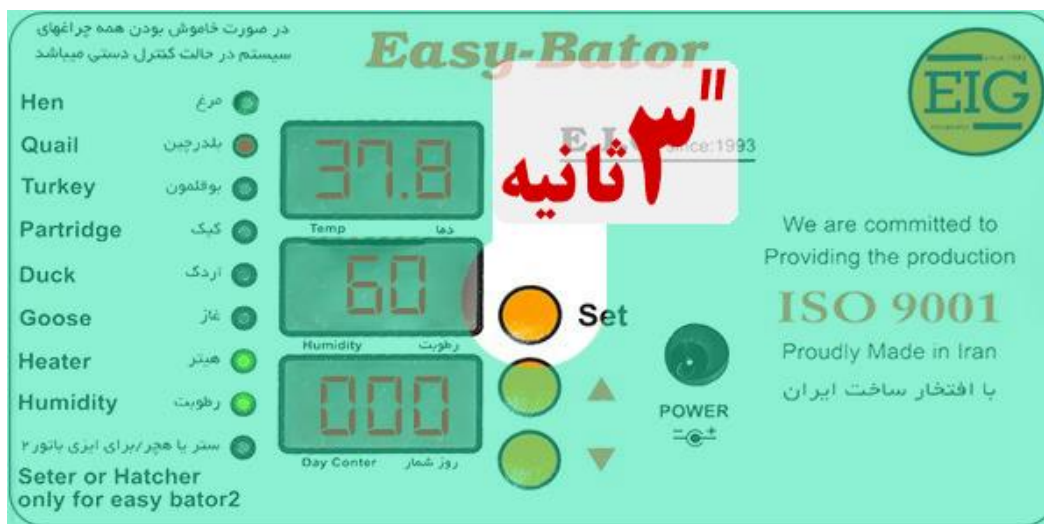 در صورت خاموش بودن همه چراغهای
سیستم در حالت کنترل دستی میباشد
Easy-Bator
EIG
"۳ ثانیه
since:1993
Hen مرغ
Quail بلدرچین
Turkey بوقلمون
Partridge کبک
Duck اردک
Goose غاز
Heater هیتر
Humidity رطوبت
ستر یا هچر/برای ایزی باتور۲
Seter or Hatcher
only for easy bator2
37.8
Temp دما
60
Humidity رطوبت
000
Day Conter روز شمار
Set
POWER
We are committed to
Providing the production
ISO 9001
Proudly Made in Iran
با افتخار ساخت ایران